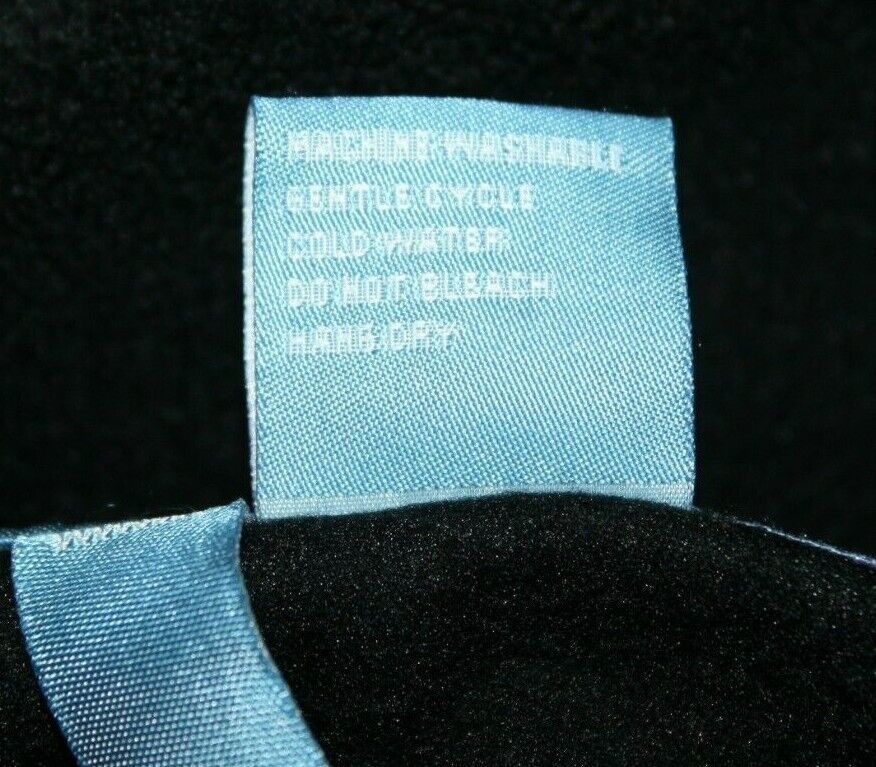 MACHINE WASHABLE
GENTLE CYCLE
COLD WATER
DO NOT BLEACH
HANG DRY